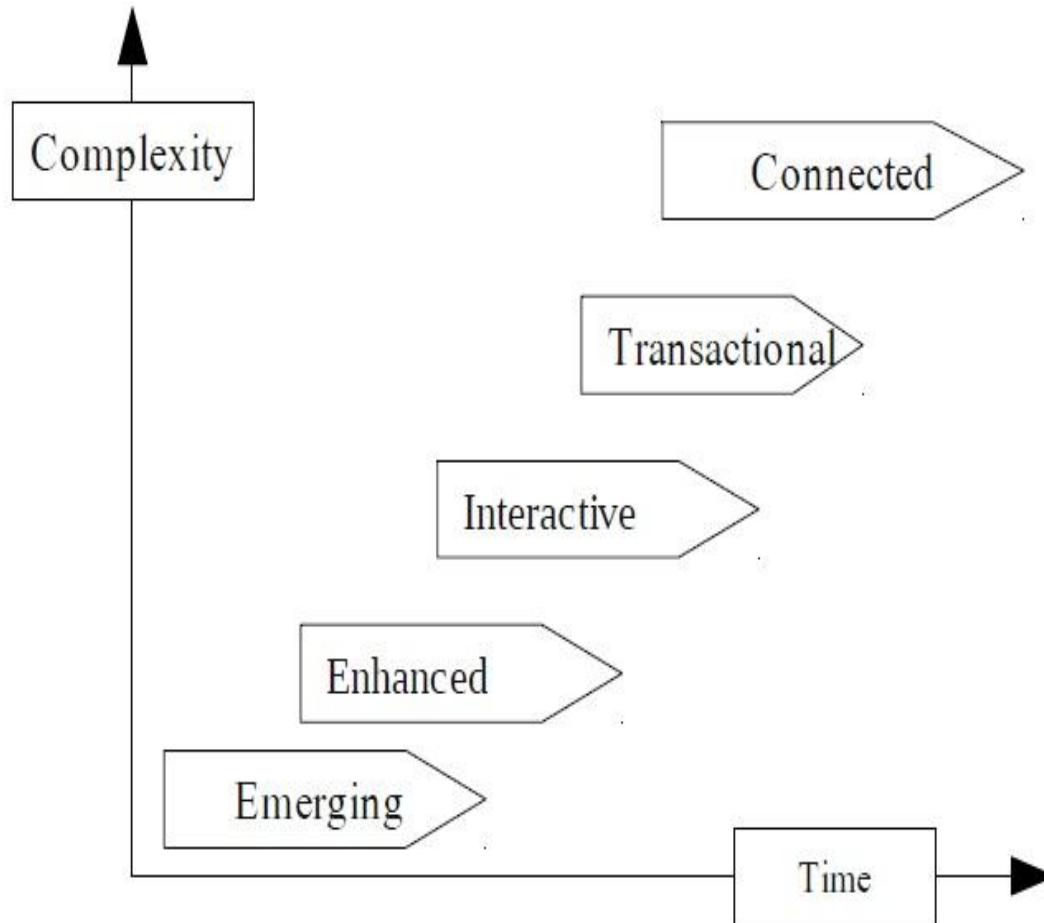 Complexity
Connected
Transactional
Interactive
Enhanced
Emerging
Time